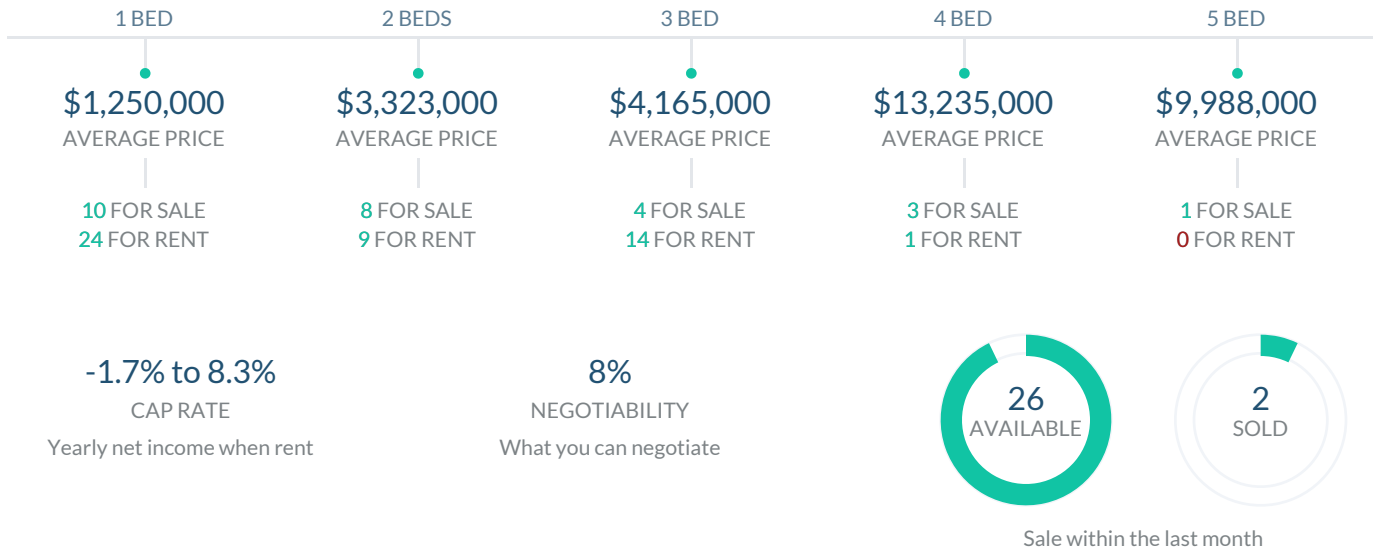 1 BED
2 BEDS
3 BED
4 BED
5 BED
$1,250,000
$3,323,000
$4,165,000
$13,235,000
$9,988,000
AVERAGE PRICE
AVERAGE PRICE
AVERAGE PRICE
AVERAGE PRICE
AVERAGE PRICE
10 FOR SALE
8 FOR SALE
4 FOR SALE
3 FOR SALE
1 FOR SALE
24 FOR RENT
9 FOR RENT
14 FOR RENT
1 FOR RENT
0 FOR RENT
-1.7% to 8.3%
CAP RATE
Yearly net income when rent
8%
NEGOTIABILITY
What you can negotiate
26
AVAILABLE
2
SOLD
Sale within the last month